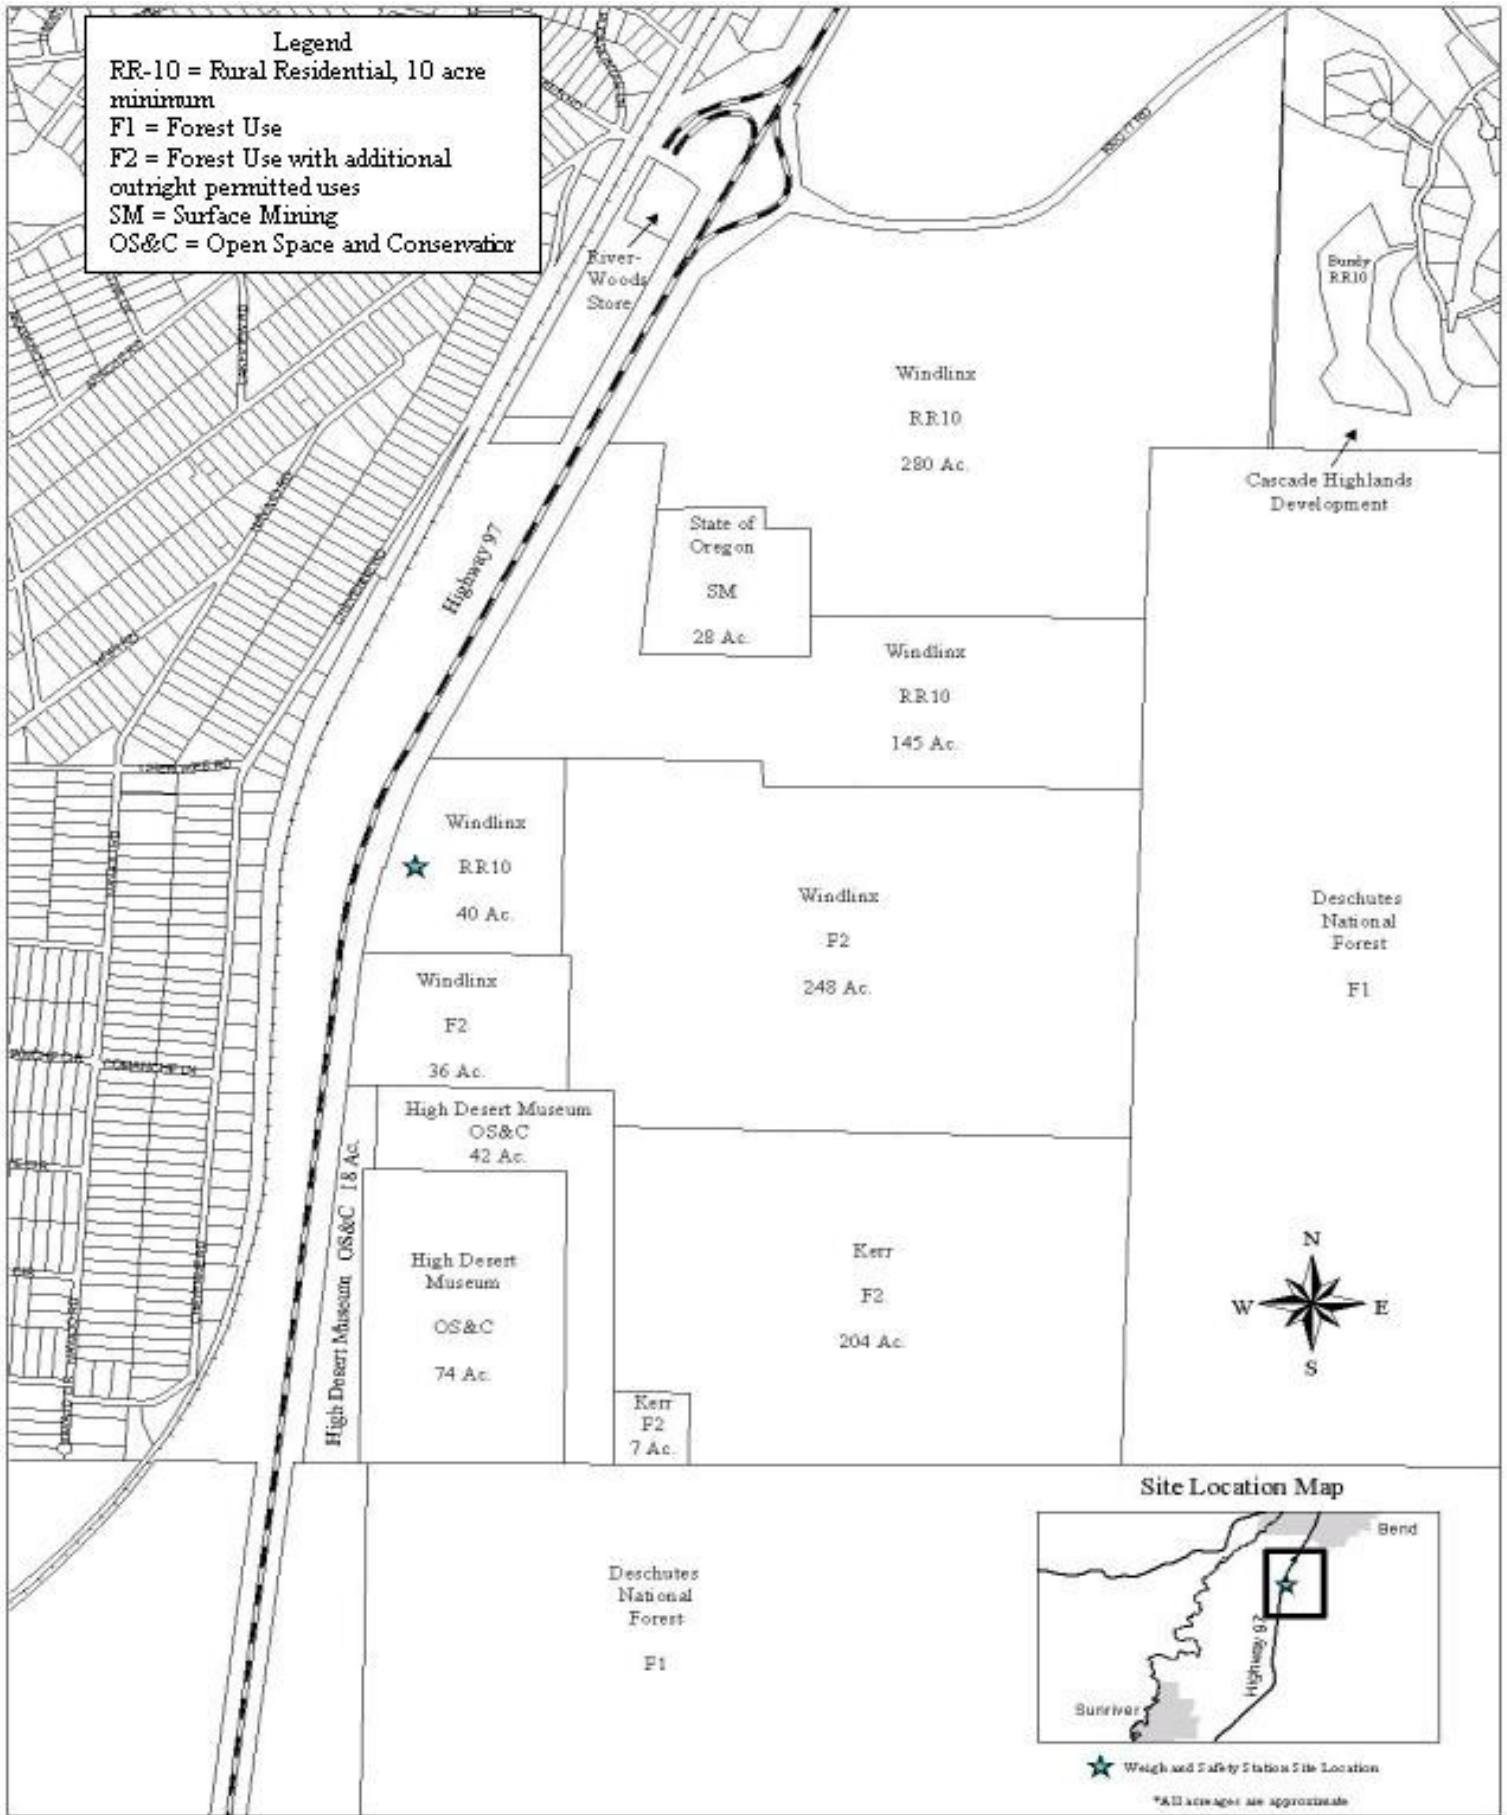 Legend
RR-10 = Rural Residential, 10 acre
minimum
F1 = Forest Use
F2 = Forest Use with additional
outright permitted uses
SM = Surface Mining
OS&C = Open Space and Conservation
River-
Woods
Store
Bundy
RR10
Windlinx
RR10
280 Ac.
Cascade Highlands
Development
Highway 97
State of
Oregon
SM
28 Ac.
Windlinx
RR10
145 Ac.
Windlinx
RR10
40 Ac.
Windlinx
F2
248 Ac.
Deschutes
National
Forest
F1
Windlinx
F2
36 Ac.
COMANCHE LN
High Desert Museum
OS&C
42 Ac.
High Desert Museum OS&C 18 Ac.
High Desert
Museum
OS&C
74 Ac.
Kerr
F2
204 Ac.
N
W
E
S
Kerr
F2
7 Ac.
Deschutes
National
Forest
F1
Site Location Map
Bend
Highway 97
Sunriver
Weigh and Safety Station Site Location
*All acreages are approximate